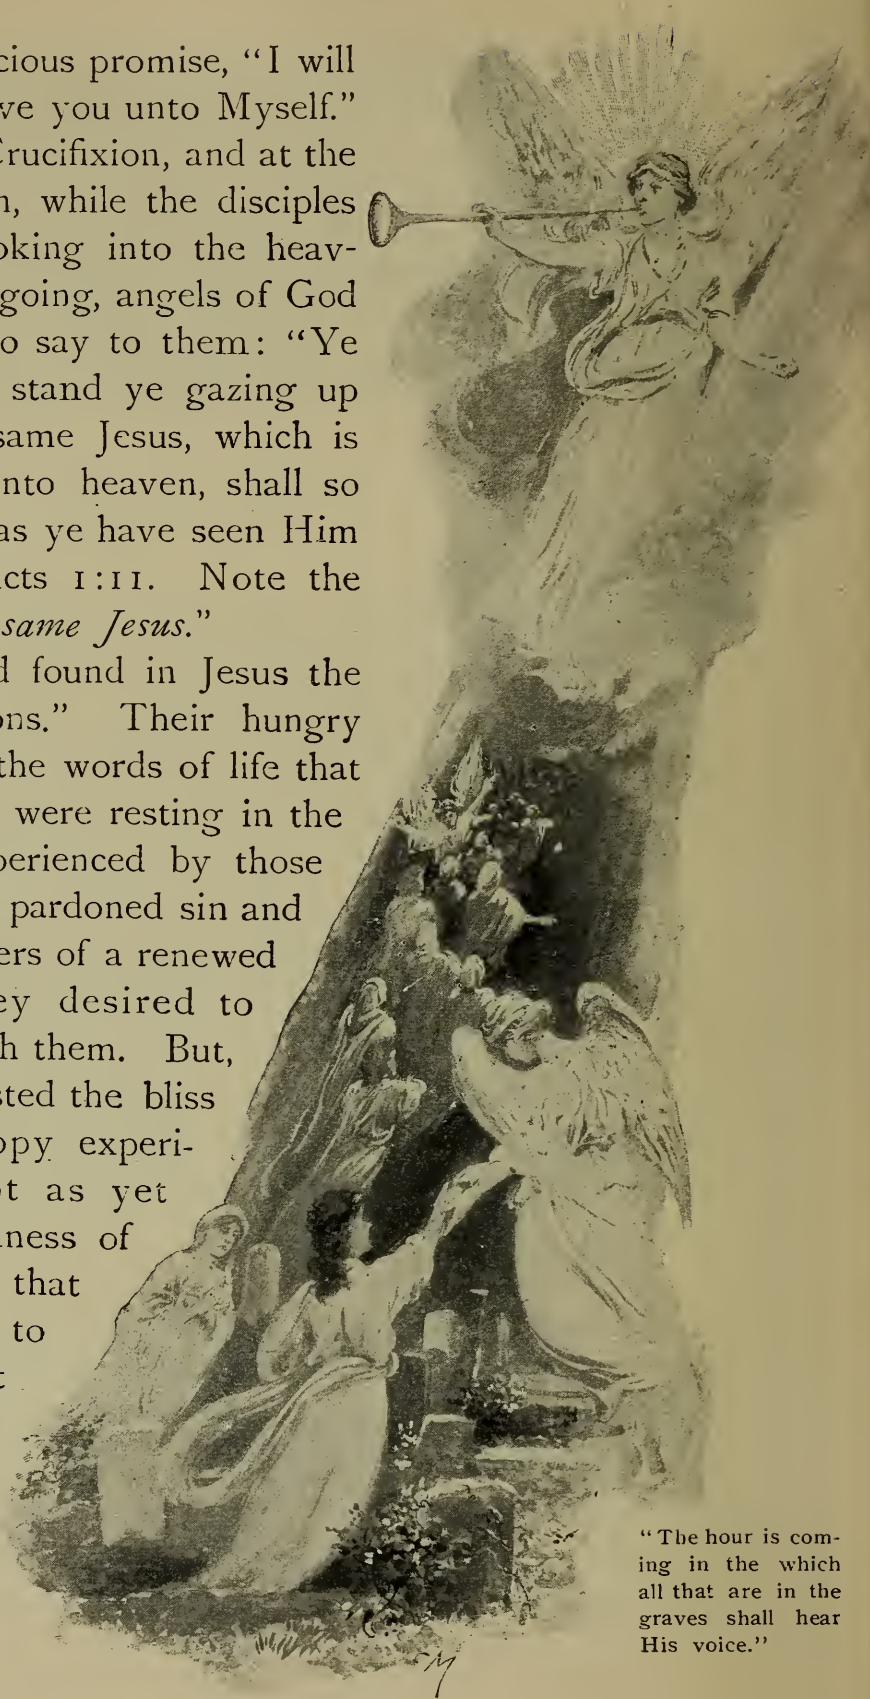 cious promise, “I will
ve you unto Myself.”
Crucifixion, and at the
n, while the disciples
oking into the heav-
going, angels of God
o say to them: “Ye
stand ye gazing up
same Jesus, which is
nto heaven, shall so
as ye have seen Him
cts 1:11. Note the
same Jesus.”
d found in Jesus the
ons.” Their hungry
the words of life that
were resting in the
perienced by those
pardoned sin and
ers of a renewed
ey desired to
h them. But,
sted the bliss
ppy experi-
t as yet
ness of
that
to
t
“The hour is com-
ing in the which
all that are in the
graves shall hear
His voice.”